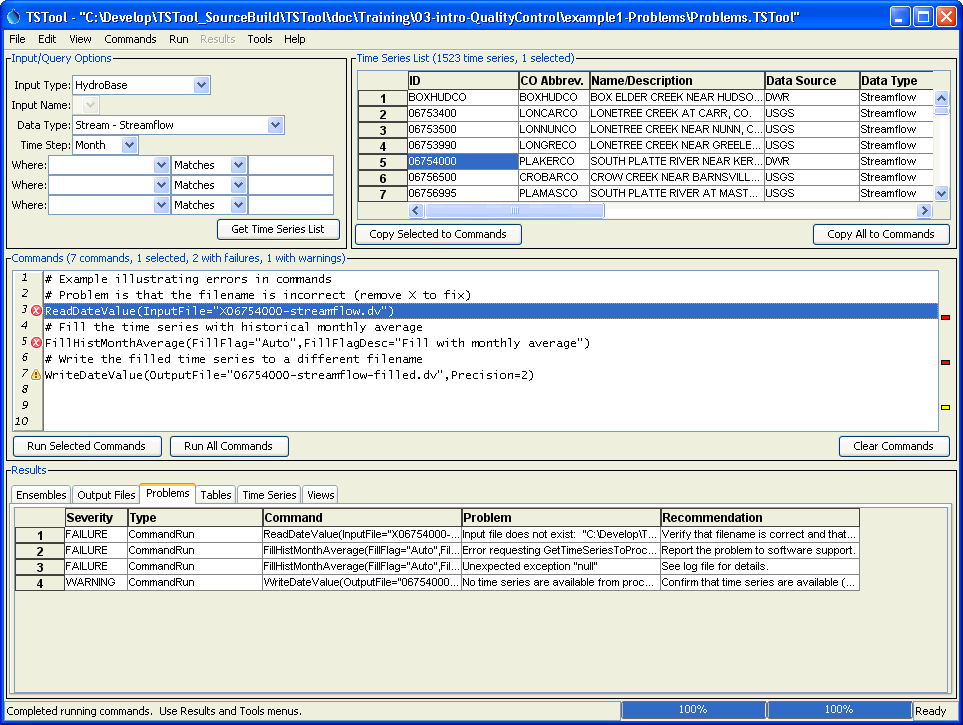 TSTool - "C:\Develop\TSTool_SourceBuild\TSTool\doc\Training\03-intro-QualityControl\example1-Problems\Problems.TSTool"
File Edit View Commands Run Results Tools Help
Input/Query Options
Input Type: HydroBase
Input Name:
Data Type: Stream - Streamflow
Time Step: Month
Where: Matches
Where: Matches
Where: Matches
Get Time Series List
Time Series List (1523 time series, 1 selected)
ID CO Abbrev. Name/Description Data Source Data Type
1 BOXHUDCO BOXHUDCO BOX ELDER CREEK NEAR HUDSO... DWR Streamflow
2 06753400 LONCARCO LONETREE CREEK AT CARR, CO. USGS Streamflow
3 06753500 LONNUNCO LONETREE CREEK NEAR NUNN, C... USGS Streamflow
4 06753990 LONGRECO LONETREE CREEK NEAR GREELE... USGS Streamflow
5 06754000 PLAKERCO SOUTH PLATTE RIVER NEAR KER... DWR Streamflow
6 06756500 CROBARCO CROW CREEK NEAR BARNSVILL... USGS Streamflow
7 06756995 PLAMASCO SOUTH PLATTE RIVER AT MAST... USGS Streamflow
Copy Selected to Commands Copy All to Commands
Commands (7 commands, 1 selected, 2 with failures, 1 with warnings)
1 # Example illustrating errors in commands
2 # Problem is that the filename is incorrect (remove X to fix)
3 ReadDateValue(InputFile="X06754000-streamflow.dv")
4 # Fill the time series with historical monthly average
5 FillHistMonthAverage(FillFlag="Auto",FillFlagDesc="Fill with monthly average")
6 # Write the filled time series to a different filename
7 WriteDateValue(OutputFile="06754000-streamflow-filled.dv",Precision=2)
8
9
10
Run Selected Commands Run All Commands Clear Commands
Results
Ensembles Output Files Problems Tables Time Series Views
Severity Type Command Problem Recommendation
1 FAILURE CommandRun ReadDateValue(InputFile="X06754000-... Input file does not exist: "C:\Develop\T... Verify that filename is correct and that...
2 FAILURE CommandRun FillHistMonthAverage(FillFlag="Auto",Fil... Error requesting GetTimeSeriesToProc... Report the problem to software support.
3 FAILURE CommandRun FillHistMonthAverage(FillFlag="Auto",Fil... Unexpected exception "null" See log file for details.
4 WARNING CommandRun WriteDateValue(OutputFile="06754000... No time series are available from proc... Confirm that time series are available (...
Completed running commands. Use Results and Tools menus. 100% 100% Ready